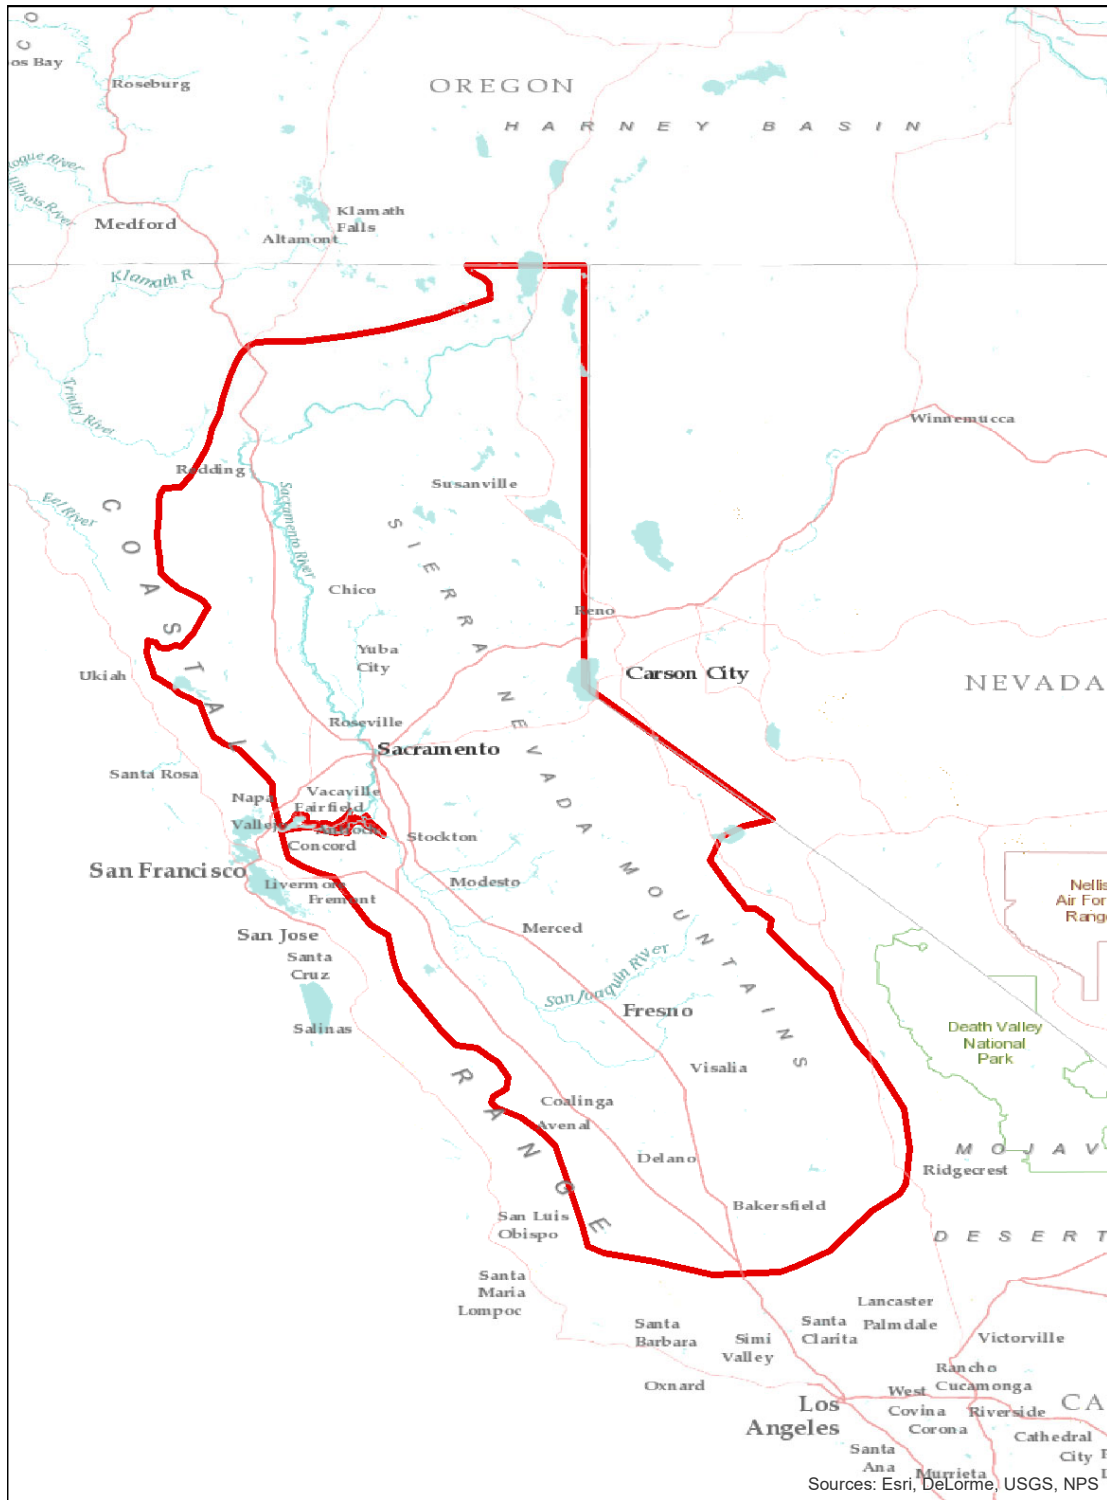 C O
os Bay
Roseburg
OREGON
HARNEY BASIN
Rogue River
Illinois River
Klamath
Falls
Medford
Altamont
Klamath R
Trinity River
Winnemucca
Redding
Susanville
Eel River
COASTAL RANGE
Sacramento River
SIERRA NEVADA MOUNTAINS
Chico
Reno
Yuba
City
Ukiah
Carson City
NEVADA
Roseville
Sacramento
Santa Rosa
Napa
Vacaville
Fairfield
Vallejo
Antioch
Stockton
Concord
San Francisco
Livermore
Fremont
Modesto
Nellis
Air For
Range
Merced
San Jose
Santa
Cruz
San Joaquin River
Fresno
Salinas
Death Valley
National
Park
Visalia
Coalinga
Avenal
MOJAV
Delano
Ridgecrest
Bakersfield
San Luis
Obispo
DESERT
Santa
Maria
Lompoc
Lancaster
Santa
Clarita
Palmdale
Santa
Barbara
Simi
Valley
Victorville
Rancho
Cucamonga
Oxnard
West
Covina
CA
Los
Angeles
Riverside
Corona
Cathedral
City
Santa
Ana
Murrieta
Sources: Esri, DeLorme, USGS, NPS